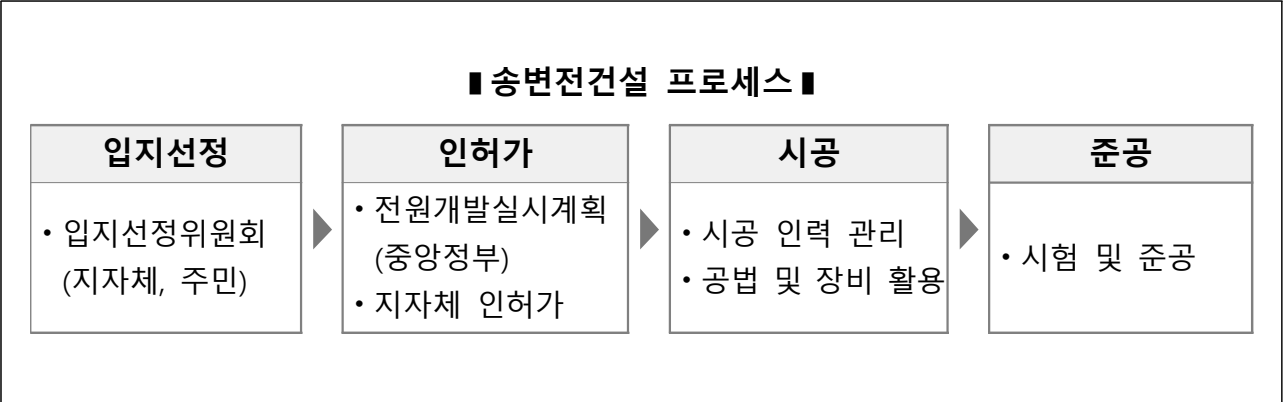 ▮송변전건설 프로세스▮
입지선정
・입지선정위원회
(지자체, 주민)
인허가
・전원개발실시계획
(중앙정부)
・지자체 인허가
시공
・시공 인력 관리
・공법 및 장비 활용
준공
・시험 및 준공